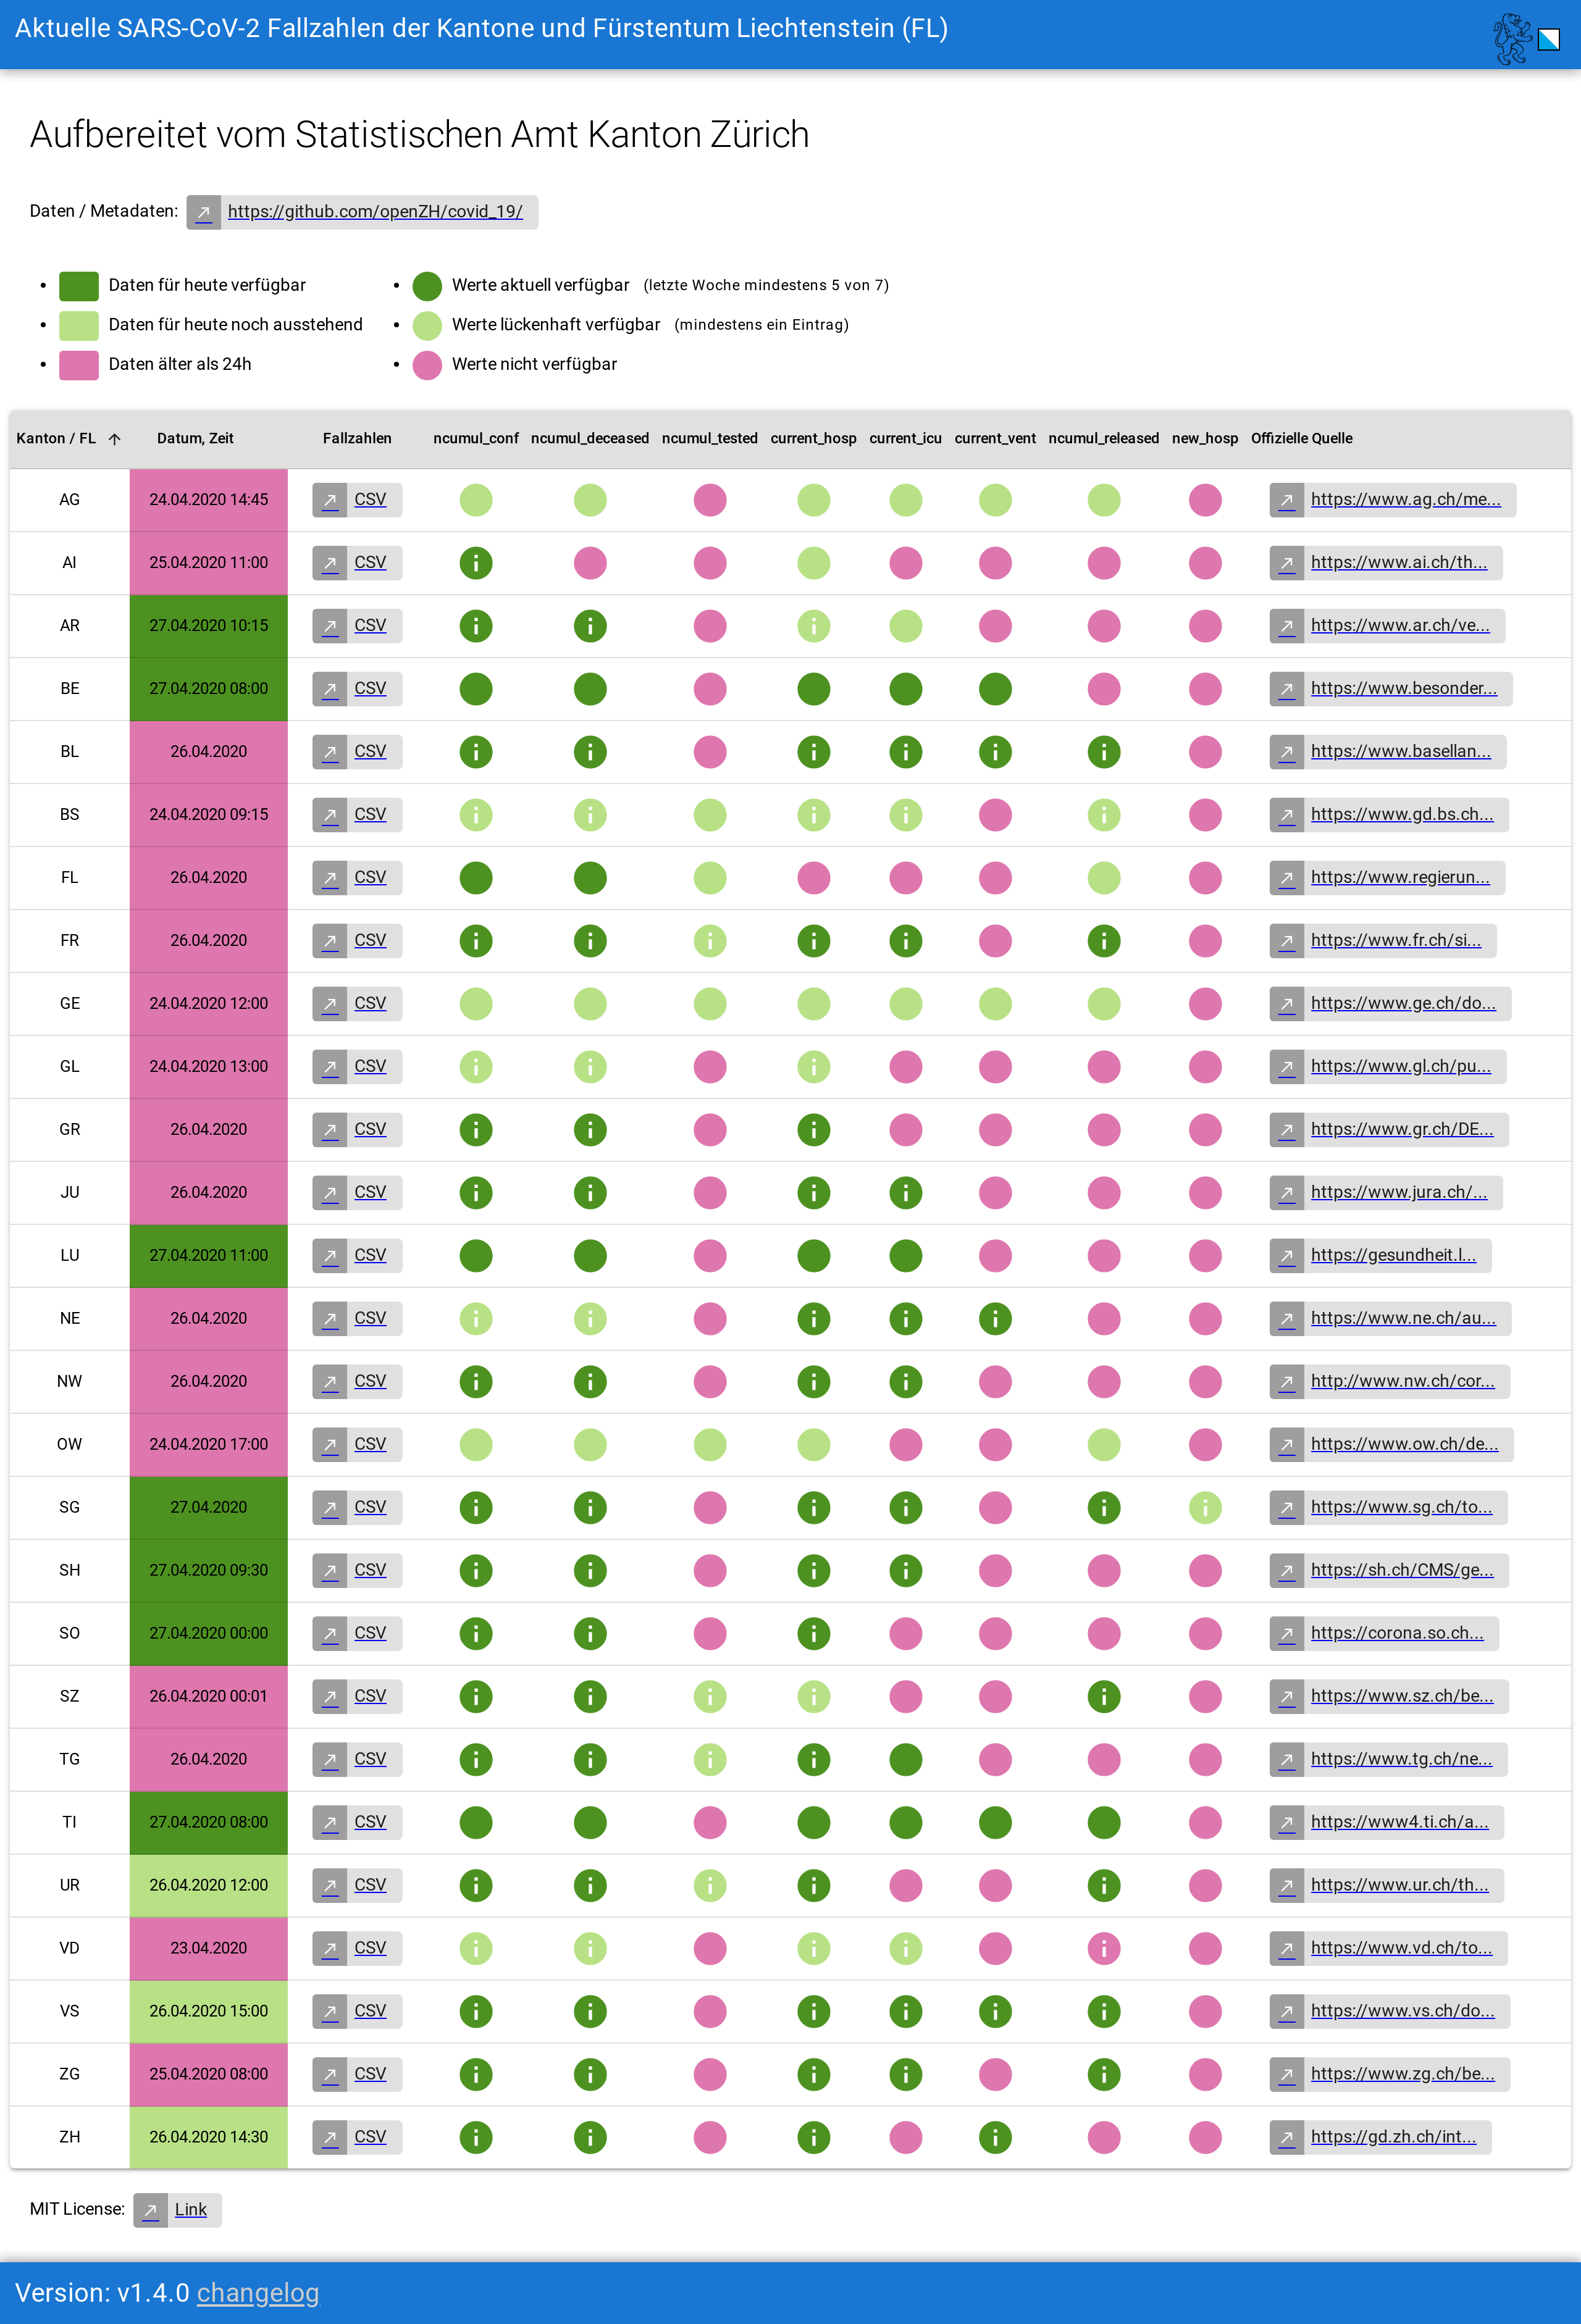 Aktuelle SARS-CoV-2 Fallzahlen der Kantone und Fürstentum Liechtenstein (FL)
Aufbereitet vom Statistischen Amt Kanton Zürich
Daten / Metadaten: https://github.com/openZH/covid_19/
Daten für heute verfügbar
Daten für heute noch ausstehend
Daten älter als 24h
Werte aktuell verfügbar (letzte Woche mindestens 5 von 7)
Werte lückenhaft verfügbar (mindestens ein Eintrag)
Werte nicht verfügbar
Kanton / FL Datum, Zeit Fallzahlen ncumul_conf ncumul_deceased ncumul_tested current_hosp current_icu current_vent ncumul_released new_hosp Offizielle Quelle
AG 24.04.2020 14:45 CSV https://www.ag.ch/me...
AI 25.04.2020 11:00 CSV https://www.ai.ch/th...
AR 27.04.2020 10:15 CSV https://www.ar.ch/ve...
BE 27.04.2020 08:00 CSV https://www.besonder...
BL 26.04.2020 CSV https://www.basellan...
BS 24.04.2020 09:15 CSV https://www.gd.bs.ch...
FL 26.04.2020 CSV https://www.regierun...
FR 26.04.2020 CSV https://www.fr.ch/si...
GE 24.04.2020 12:00 CSV https://www.ge.ch/do...
GL 24.04.2020 13:00 CSV https://www.gl.ch/pu...
GR 26.04.2020 CSV https://www.gr.ch/DE...
JU 26.04.2020 CSV https://www.jura.ch/...
LU 27.04.2020 11:00 CSV https://gesundheit.l...
NE 26.04.2020 CSV https://www.ne.ch/au...
NW 26.04.2020 CSV http://www.nw.ch/cor...
OW 24.04.2020 17:00 CSV https://www.ow.ch/de...
SG 27.04.2020 CSV https://www.sg.ch/to...
SH 27.04.2020 09:30 CSV https://sh.ch/CMS/ge...
SO 27.04.2020 00:00 CSV https://corona.so.ch...
SZ 26.04.2020 00:01 CSV https://www.sz.ch/be...
TG 26.04.2020 CSV https://www.tg.ch/ne...
TI 27.04.2020 08:00 CSV https://www4.ti.ch/a...
UR 26.04.2020 12:00 CSV https://www.ur.ch/th...
VD 23.04.2020 CSV https://www.vd.ch/to...
VS 26.04.2020 15:00 CSV https://www.vs.ch/do...
ZG 25.04.2020 08:00 CSV https://www.zg.ch/be...
ZH 26.04.2020 14:30 CSV https://gd.zh.ch/int...
MIT License: Link
Version: v1.4.0 changelog